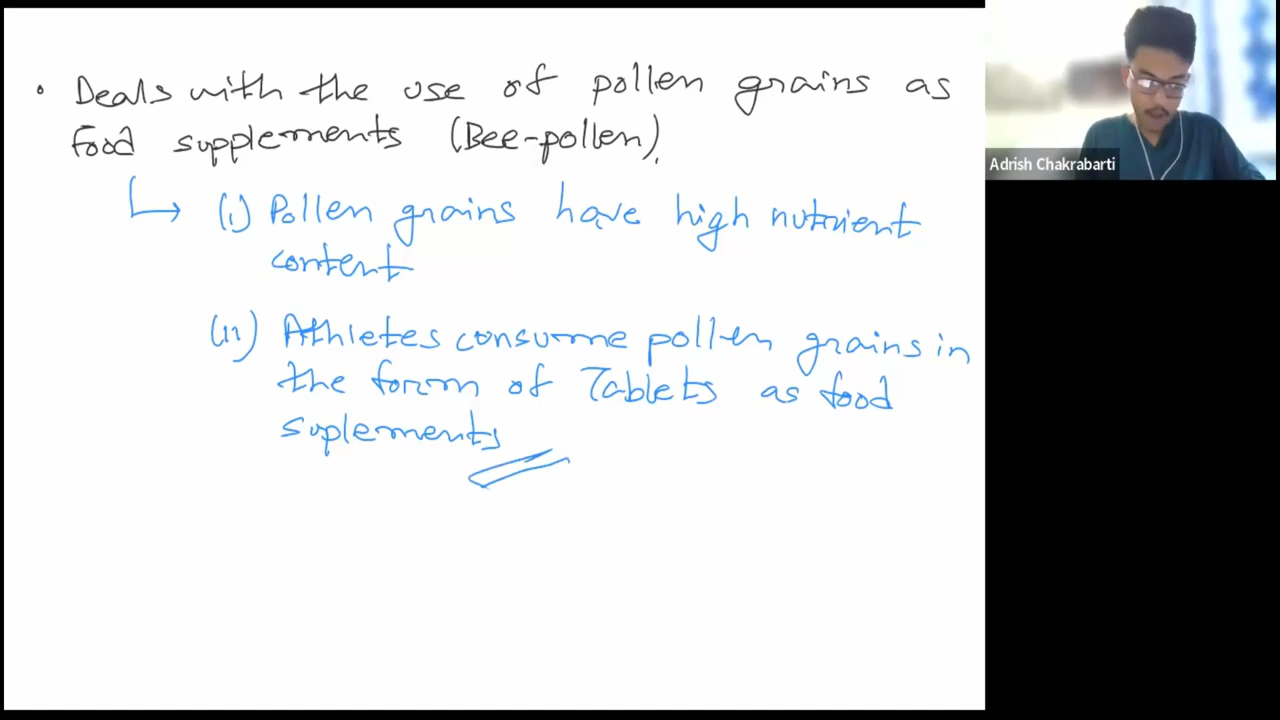 • Deals with the use of pollen grains as
food supplements (Bee-pollen).
(i) Pollen grains have high nutrient
content
(ii) Athletes consume pollen grains in
the form of Tablets as food
suplements
Adrish Chakrabarti